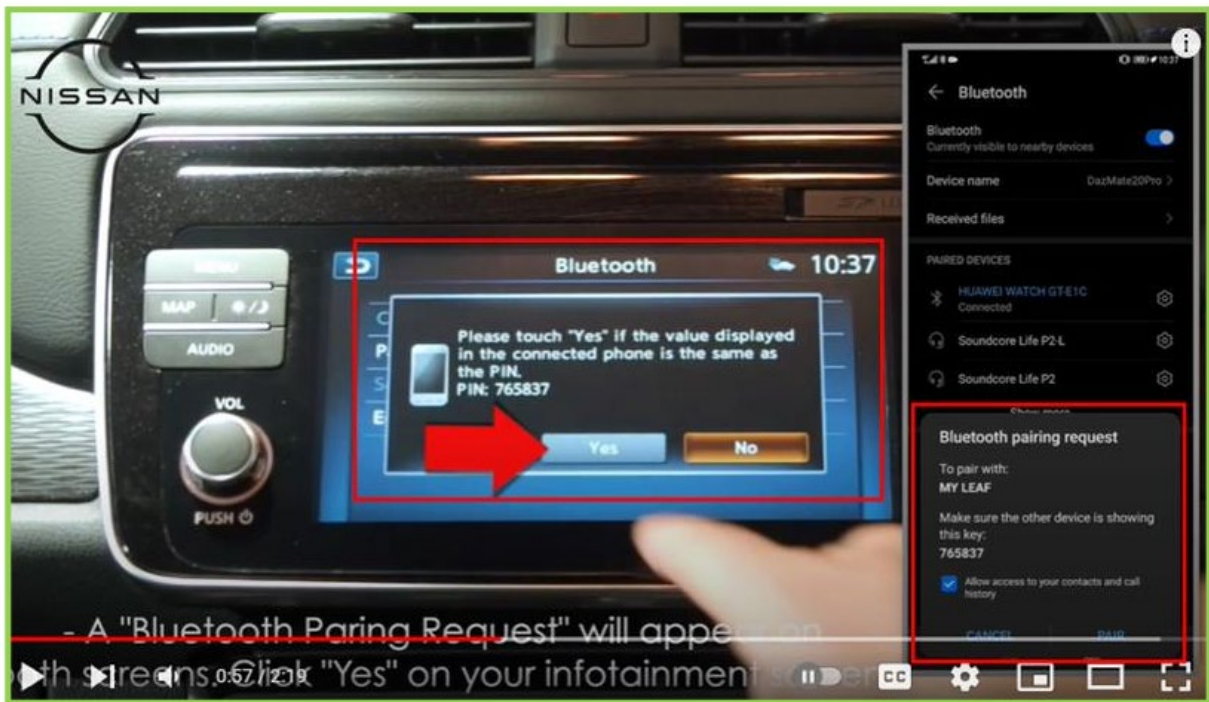 NISSAN
MENU
MAP
AUDIO
VOL
PUSH
Bluetooth
10:37
Please touch "Yes" if the value displayed
in the connected phone is the same as
the PIN.
PIN: 765837
Yes
No
10:37
Bluetooth
Bluetooth
Currently visible to nearby devices
Device name
DazMate20Pro >
Received files
>
PAIRED DEVICES
HUAWEI WATCH GT-E1C
Connected
Soundcore Life P2-L
Soundcore Life P2
Show more
Bluetooth pairing request
To pair with:
MY LEAF
Make sure the other device is showing
this key:
765837
Allow access to your contacts and call
history
CANCEL
PAIR
- A "Bluetooth Paring Request" will appear on
screens. Click "Yes" on your infotainment
0:57 / 2:19
CC